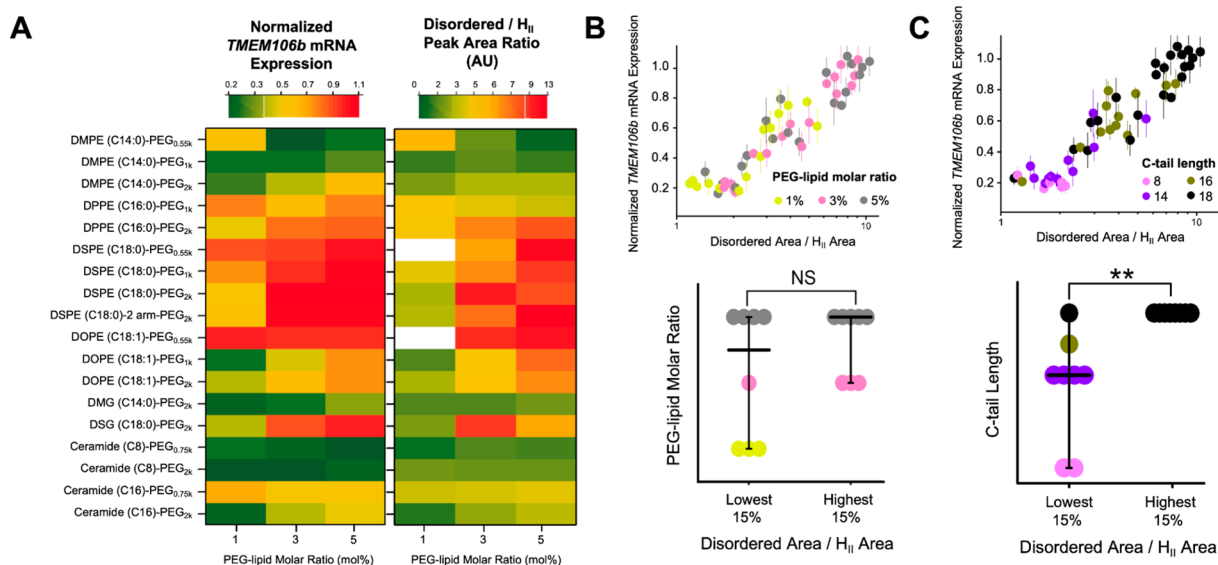 A
Normalized
TMEM106b mRNA
Expression
0.2 0.3 0.6 0.8 1.0 1.1
Disordered / HII
Peak Area Ratio
(AU)
0 3 5 7 9 13
DMPE (C14:0)-PEG0.55k
DMPE (C14:0)-PEG1k
DMPE (C14:0)-PEG2k
DPPE (C16:0)-PEG1k
DPPE (C16:0)-PEG2k
DSPE (C18:0)-PEG0.55k
DSPE (C18:0)-PEG1k
DSPE (C18:0)-PEG2k
DSPE (C18:0)-2 arm-PEG2k
DOPE (C18:1)-PEG0.55k
DOPE (C18:1)-PEG1k
DOPE (C18:1)-PEG2k
DMG (C14:0)-PEG2k
DSG (C18:0)-PEG2k
Ceramide (C8)-PEG0.75k
Ceramide (C8)-PEG2k
Ceramide (C16)-PEG0.75k
Ceramide (C16)-PEG2k
1 3 5
PEG-lipid Molar Ratio (mol%)
1 3 5
PEG-lipid Molar Ratio (mol%)
B
Normalized TMEM106b mRNA Expression
1.0
0.8
0.6
0.4
0.2
PEG-lipid molar ratio
1% 3% 5%
1 10
Disordered Area / HII Area
NS
PEG-lipid Molar Ratio
Lowest
15%
Highest
15%
Disordered Area / HII Area
C
Normalized TMEM106b mRNA Expression
1.0
0.8
0.6
0.4
0.2
C-tail length
8 16
14 18
1 10
Disordered Area / HII Area
**
C-tail Length
Lowest
15%
Highest
15%
Disordered Area / HII Area